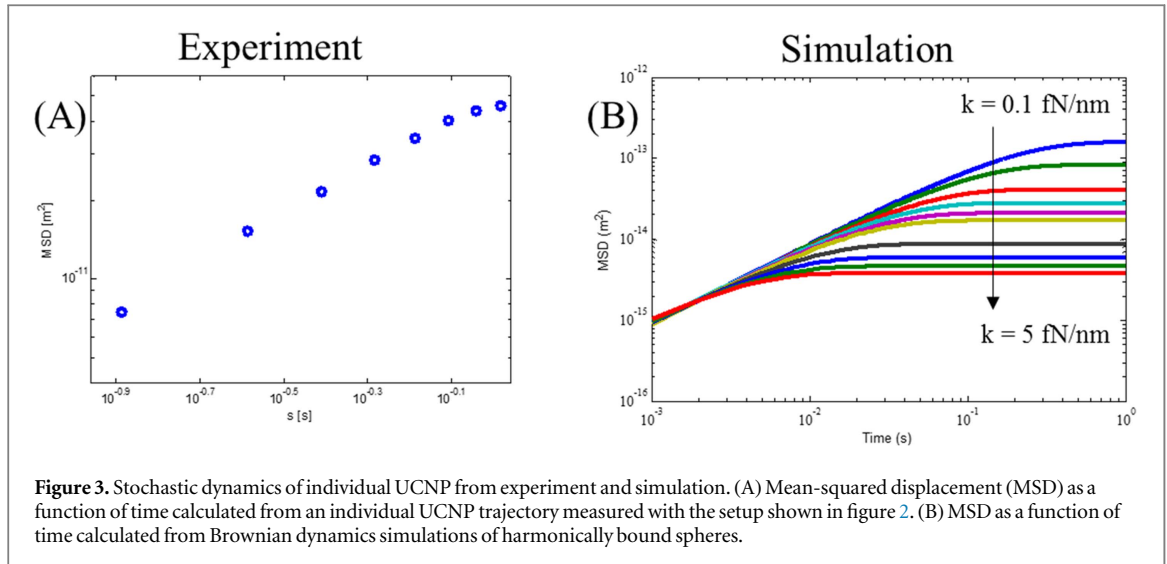 Experiment
Simulation
(A)
MSD [m²]
10⁻¹¹
10⁻⁰·⁹
10⁻⁰·⁷
10⁻⁰·⁵
10⁻⁰·³
10⁻⁰·¹
s [s]
(B)
MSD (m²)
10⁻¹²
10⁻¹³
10⁻¹⁴
10⁻¹⁵
10⁻¹⁶
k = 0.1 fN/nm
k = 5 fN/nm
10⁻³
10⁻²
10⁻¹
10⁰
Time (s)
Figure 3. Stochastic dynamics of individual UCNP from experiment and simulation. (A) Mean-squared displacement (MSD) as a
function of time calculated from an individual UCNP trajectory measured with the setup shown in figure 2. (B) MSD as a function of
time calculated from Brownian dynamics simulations of harmonically bound spheres.